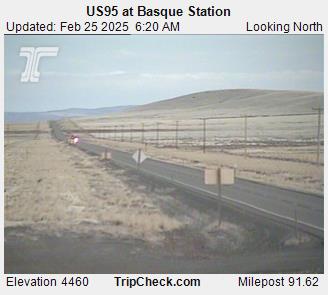 US95 at Basque Station
Updated: Feb 25 2025 6:20 AM Looking North
Elevation 4460 TripCheck.com Milepost 91.62